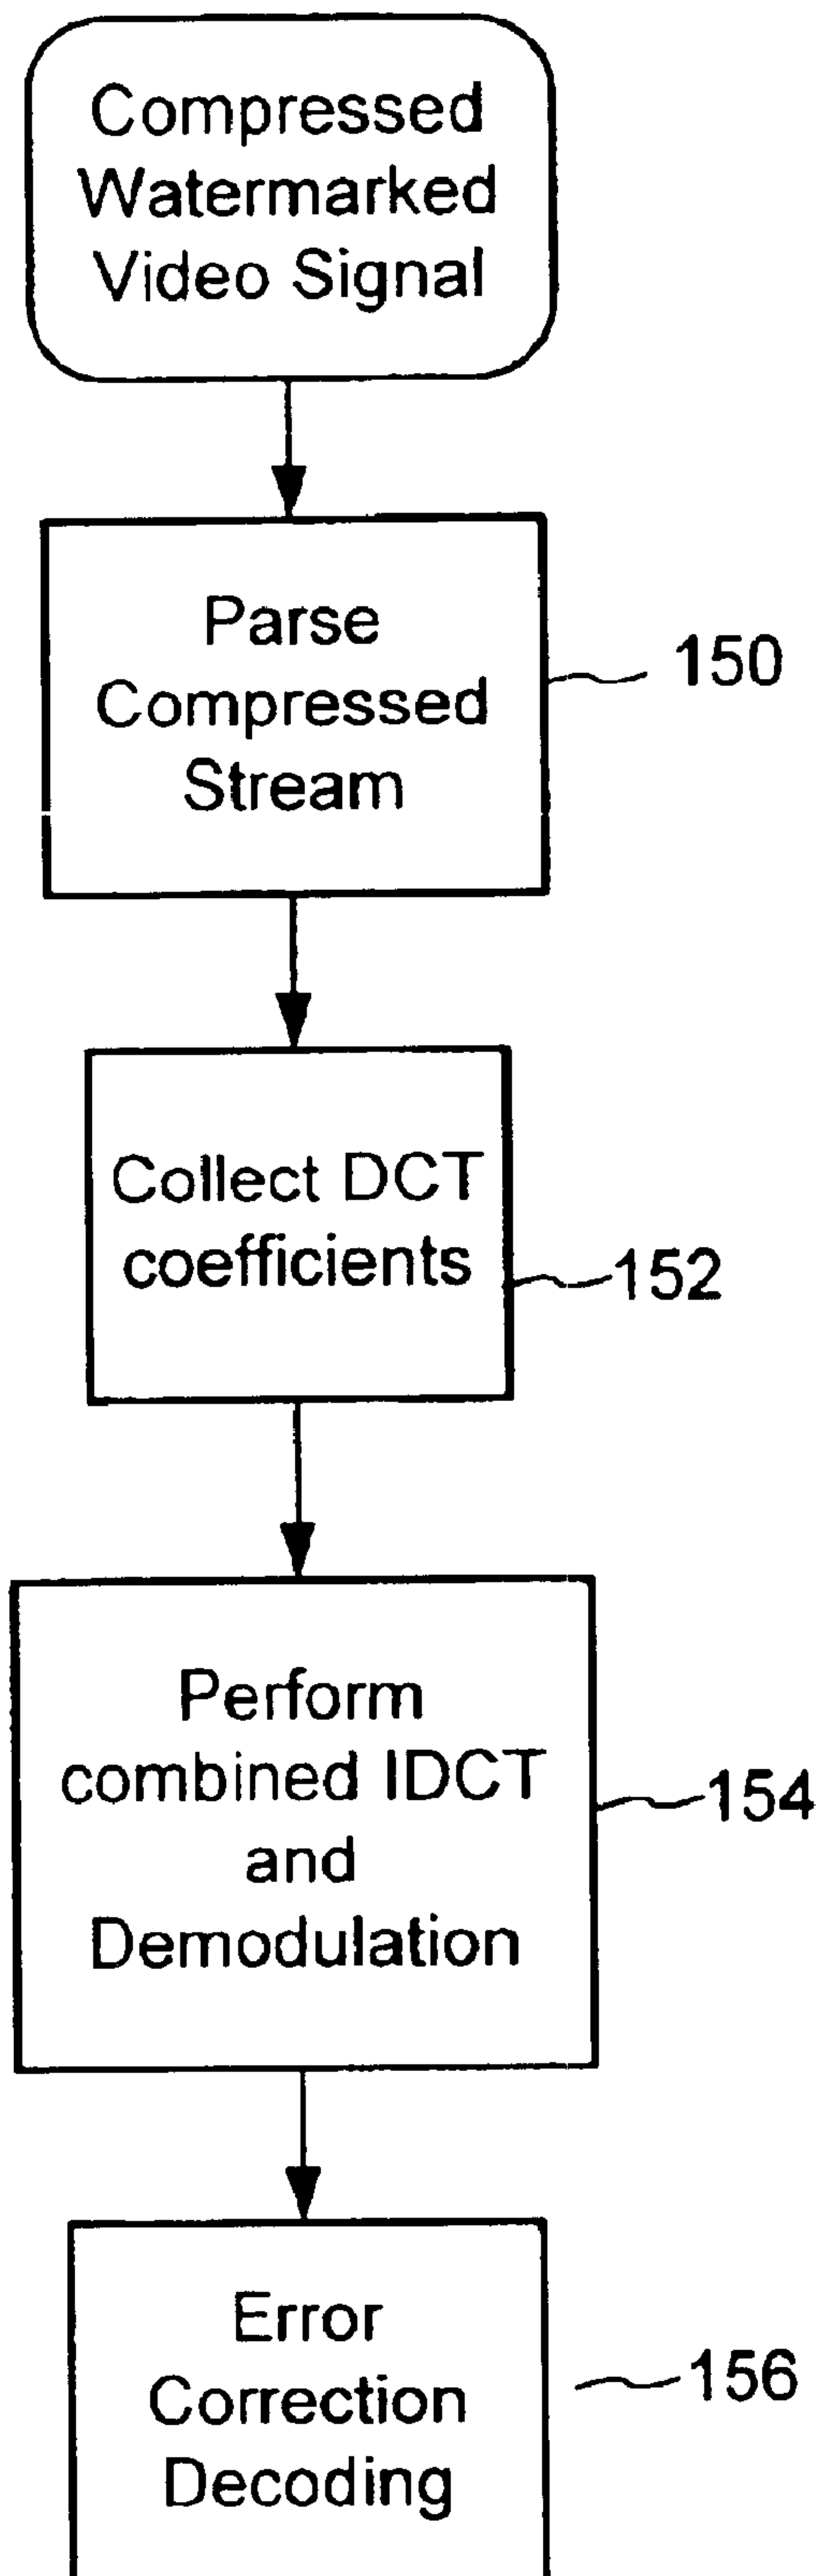 Compressed
Watermarked
Video Signal
Parse
Compressed
Stream
150
Collect DCT
coefficients
152
Perform
combined IDCT
and
Demodulation
154
Error
Correction
Decoding
156